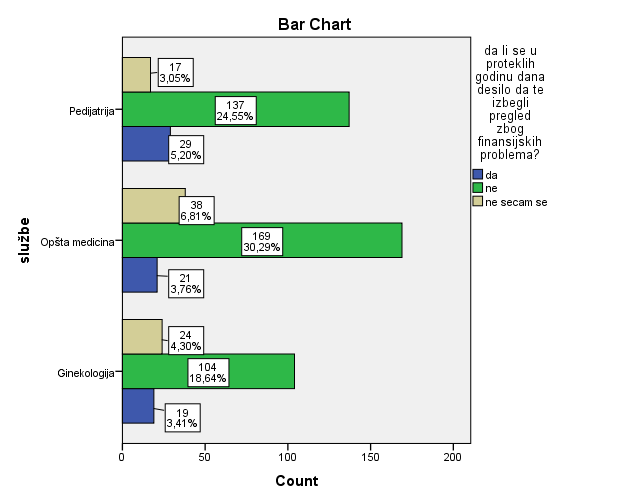 Bar Chart
službe
Pedijatrija
17
3,05%
137
24,55%
29
5,20%
Opšta medicina
38
6,81%
169
30,29%
21
3,76%
Ginekologija
24
4,30%
104
18,64%
19
3,41%
0
50
100
150
200
Count
da li se u
proteklih
godinu dana
desilo da te
izbegli
pregled
zbog
finansijskih
problema?
da
ne
ne secam se